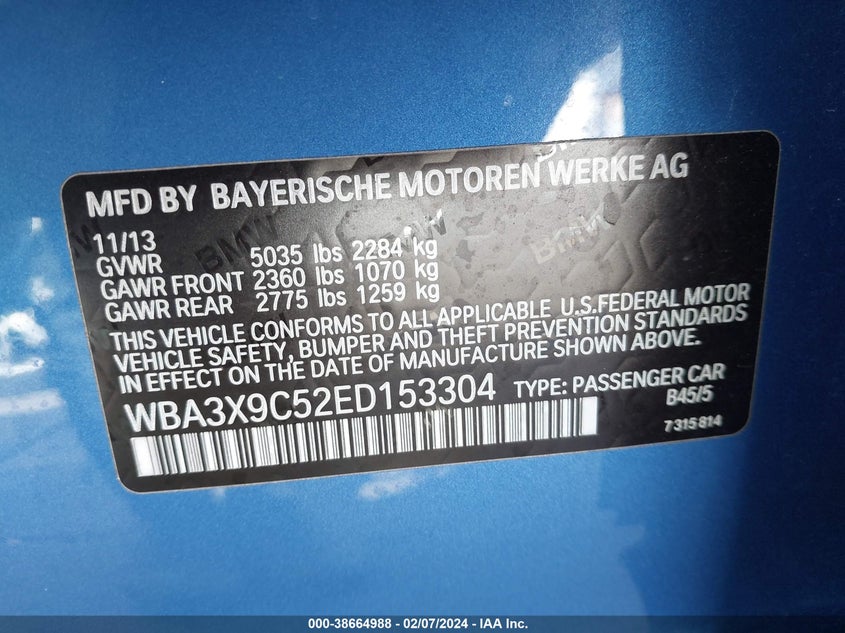 MFD BY BAYERISCHE MOTOREN WERKE AG
11/13
GVWR 5035 lbs 2284 kg
GAWR FRONT 2360 lbs 1070 kg
GAWR REAR 2775 lbs 1259 kg
THIS VEHICLE CONFORMS TO ALL APPLICABLE U.S.FEDERAL MOTOR
VEHICLE SAFETY, BUMPER AND THEFT PREVENTION STANDARDS
IN EFFECT ON THE DATE OF MANUFACTURE SHOWN ABOVE.
WBA3X9C52ED153304 TYPE: PASSENGER CAR
B45/5
7 315 814
000-38664988 - 02/07/2024 - IAA Inc.